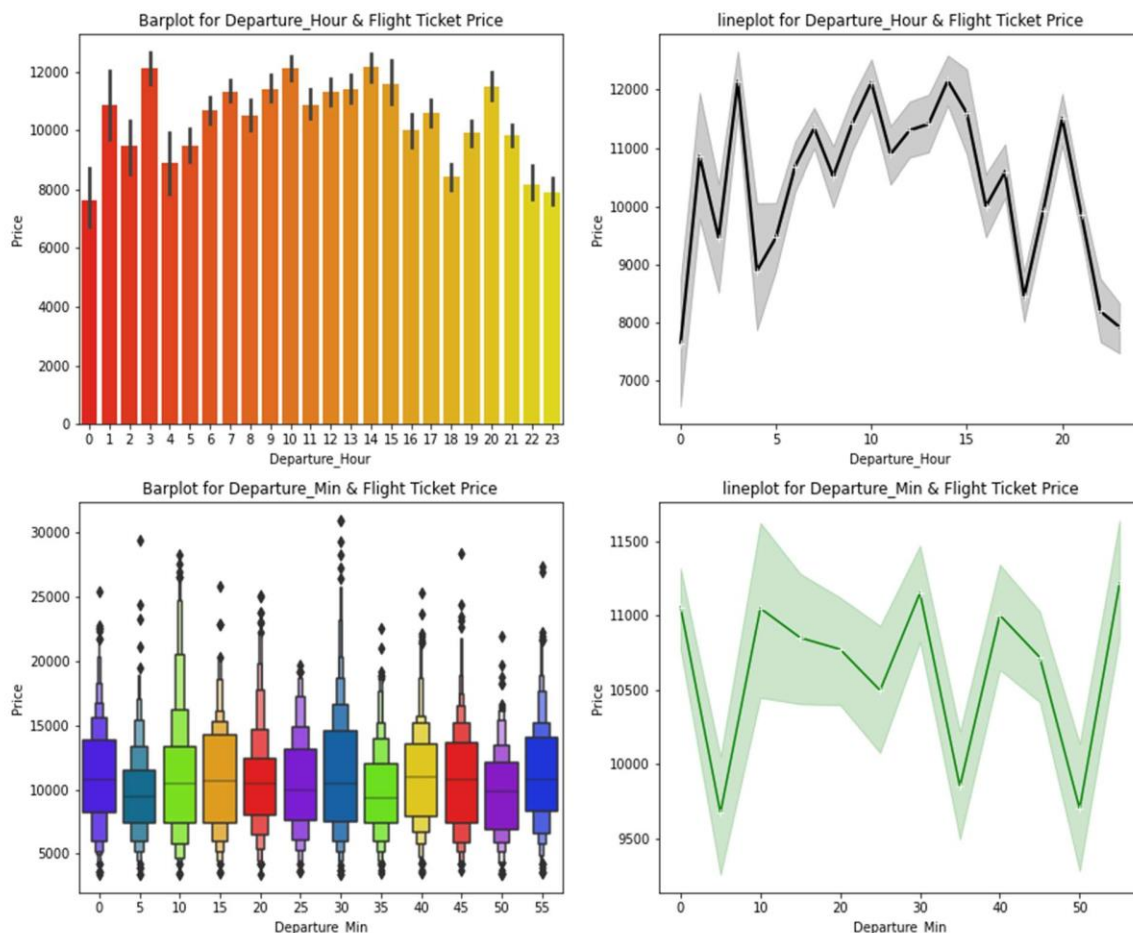 Barplot for Departure_Hour & Flight Ticket Price
12000
10000
8000
6000
4000
2000
0
Price
0 1 2 3 4 5 6 7 8 9 10 11 12 13 14 15 16 17 18 19 20 21 22 23
Departure_Hour
lineplot for Departure_Hour & Flight Ticket Price
12000
11000
10000
9000
8000
7000
Price
0 5 10 15 20
Departure_Hour
Barplot for Departure_Min & Flight Ticket Price
30000
25000
20000
15000
10000
5000
Price
0 5 10 15 20 25 30 35 40 45 50 55
Departure_Min
lineplot for Departure_Min & Flight Ticket Price
11500
11000
10500
10000
9500
Price
0 10 20 30 40 50
Departure_Min